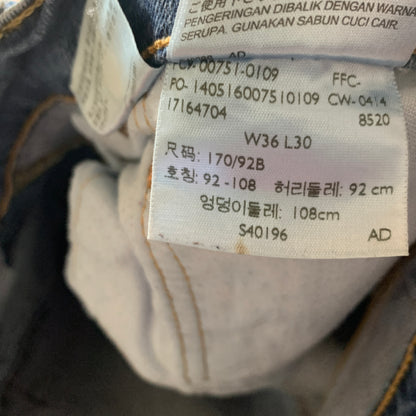 PENGERINGAN DIBALIK DENGAN WARNA
SERUPA. GUNAKAN SABUN CUCI CAIR.
AD
00751-0109 FFC-
PO- 140516007510109 CW-0414
17164704 8520
W36 L30
尺码: 170/92B
호칭: 92 -108 허리둘레: 92 cm
엉덩이둘레: 108cm
S40196 AD